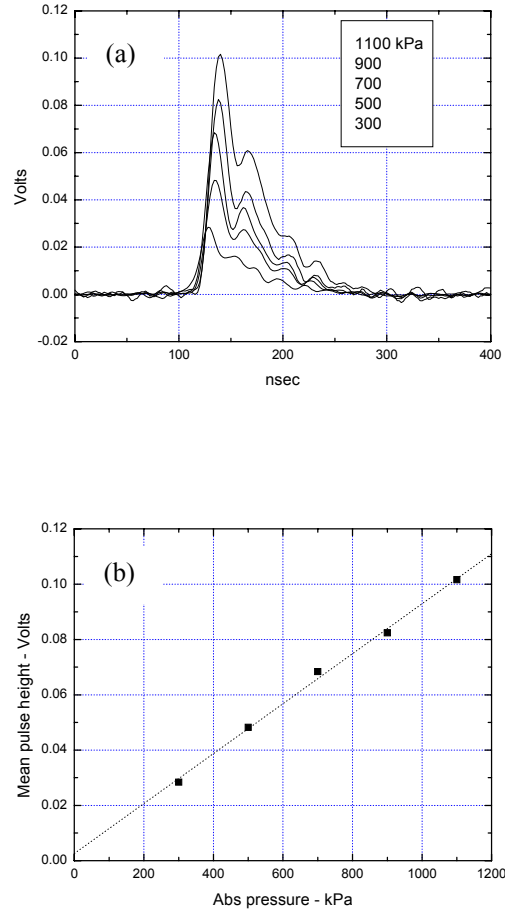 0.12
(a)
0.10
0.08
0.06
0.04
0.02
0.00
-0.02
Volts
1100 kPa
900
700
500
300
0 100 200 300 400
nsec
0.12
(b)
0.10
0.08
0.06
0.04
0.02
0.00
Mean pulse height - Volts
0 200 400 600 800 1000 1200
Abs pressure - kPa